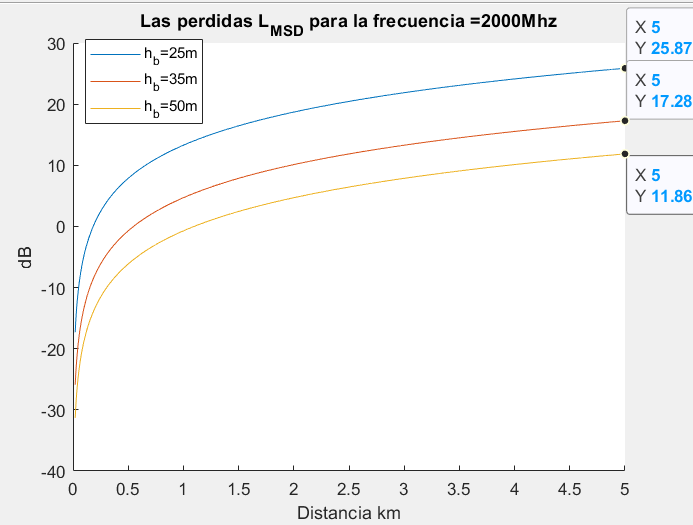 Las perdidas L_MSD para la frecuencia =2000Mhz
h_b=25m
h_b=35m
h_b=50m
X 5
Y 25.87
X 5
Y 17.28
X 5
Y 11.86
30
20
10
0
-10
-20
-30
-40
dB
0 0.5 1 1.5 2 2.5 3 3.5 4 4.5 5
Distancia km